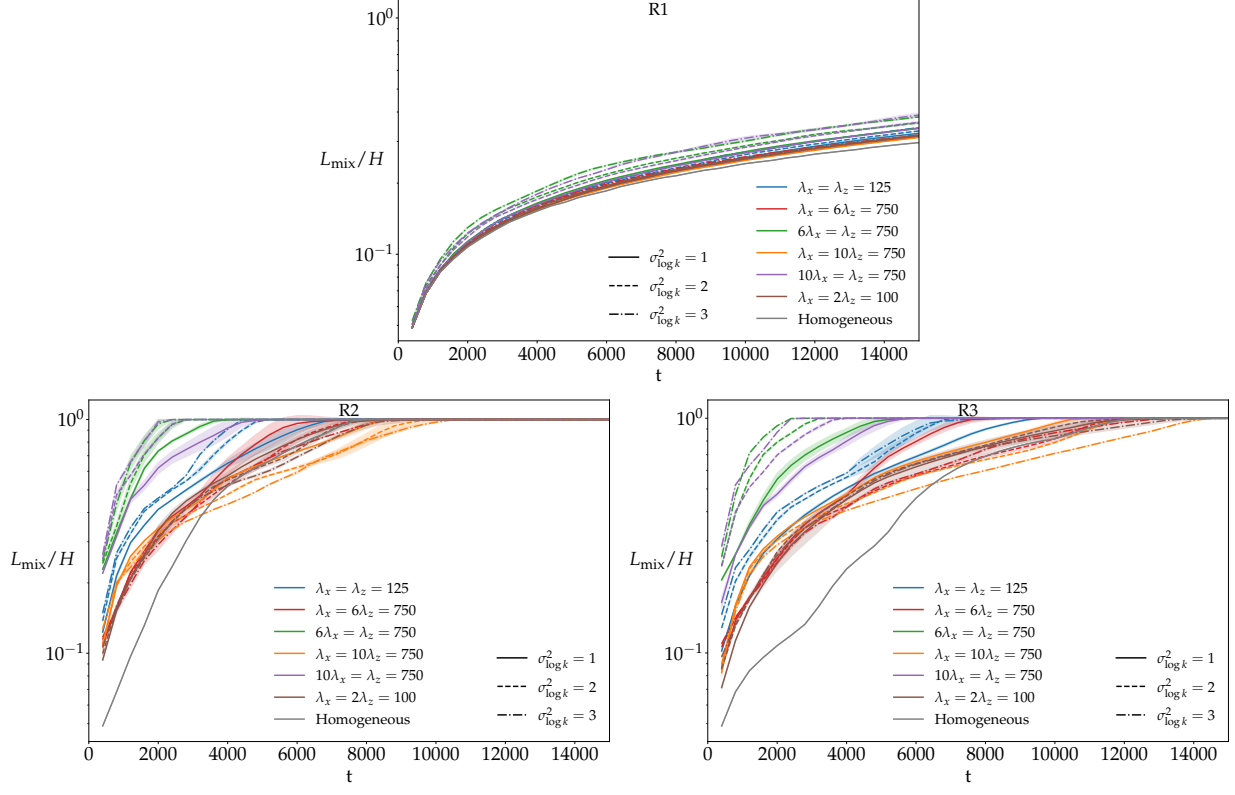 R1
10^0
L_mix/H
10^-1
λ_x = λ_z = 125
λ_x = 6λ_z = 750
6λ_x = λ_z = 750
λ_x = 10λ_z = 750
10λ_x = λ_z = 750
λ_x = 2λ_z = 100
Homogeneous
σ²_log k = 1
σ²_log k = 2
σ²_log k = 3
0 2000 4000 6000 8000 10000 12000 14000
t
R2
10^0
L_mix/H
10^-1
λ_x = λ_z = 125
λ_x = 6λ_z = 750
6λ_x = λ_z = 750
λ_x = 10λ_z = 750
10λ_x = λ_z = 750
λ_x = 2λ_z = 100
Homogeneous
σ²_log k = 1
σ²_log k = 2
σ²_log k = 3
0 2000 4000 6000 8000 10000 12000 14000
t
R3
10^0
L_mix/H
10^-1
λ_x = λ_z = 125
λ_x = 6λ_z = 750
6λ_x = λ_z = 750
λ_x = 10λ_z = 750
10λ_x = λ_z = 750
λ_x = 2λ_z = 100
Homogeneous
σ²_log k = 1
σ²_log k = 2
σ²_log k = 3
0 2000 4000 6000 8000 10000 12000 14000
t